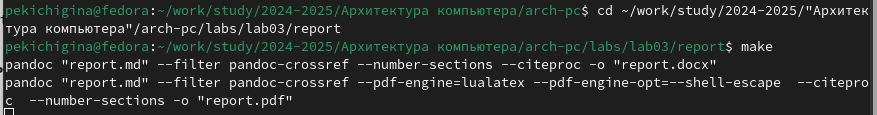 pekichigina@fedora:~/work/study/2024-2025/Архитектура компьютера/arch-pc$ cd ~/work/study/2024-2025/"Архитек
тура компьютера"/arch-pc/labs/lab03/report
pekichigina@fedora:~/work/study/2024-2025/Архитектура компьютера/arch-pc/labs/lab03/report$ make
pandoc "report.md" --filter pandoc-crossref --number-sections --citeproc -o "report.docx"
pandoc "report.md" --filter pandoc-crossref --pdf-engine=lualatex --pdf-engine-opt=--shell-escape  --citepro
c  --number-sections -o "report.pdf"